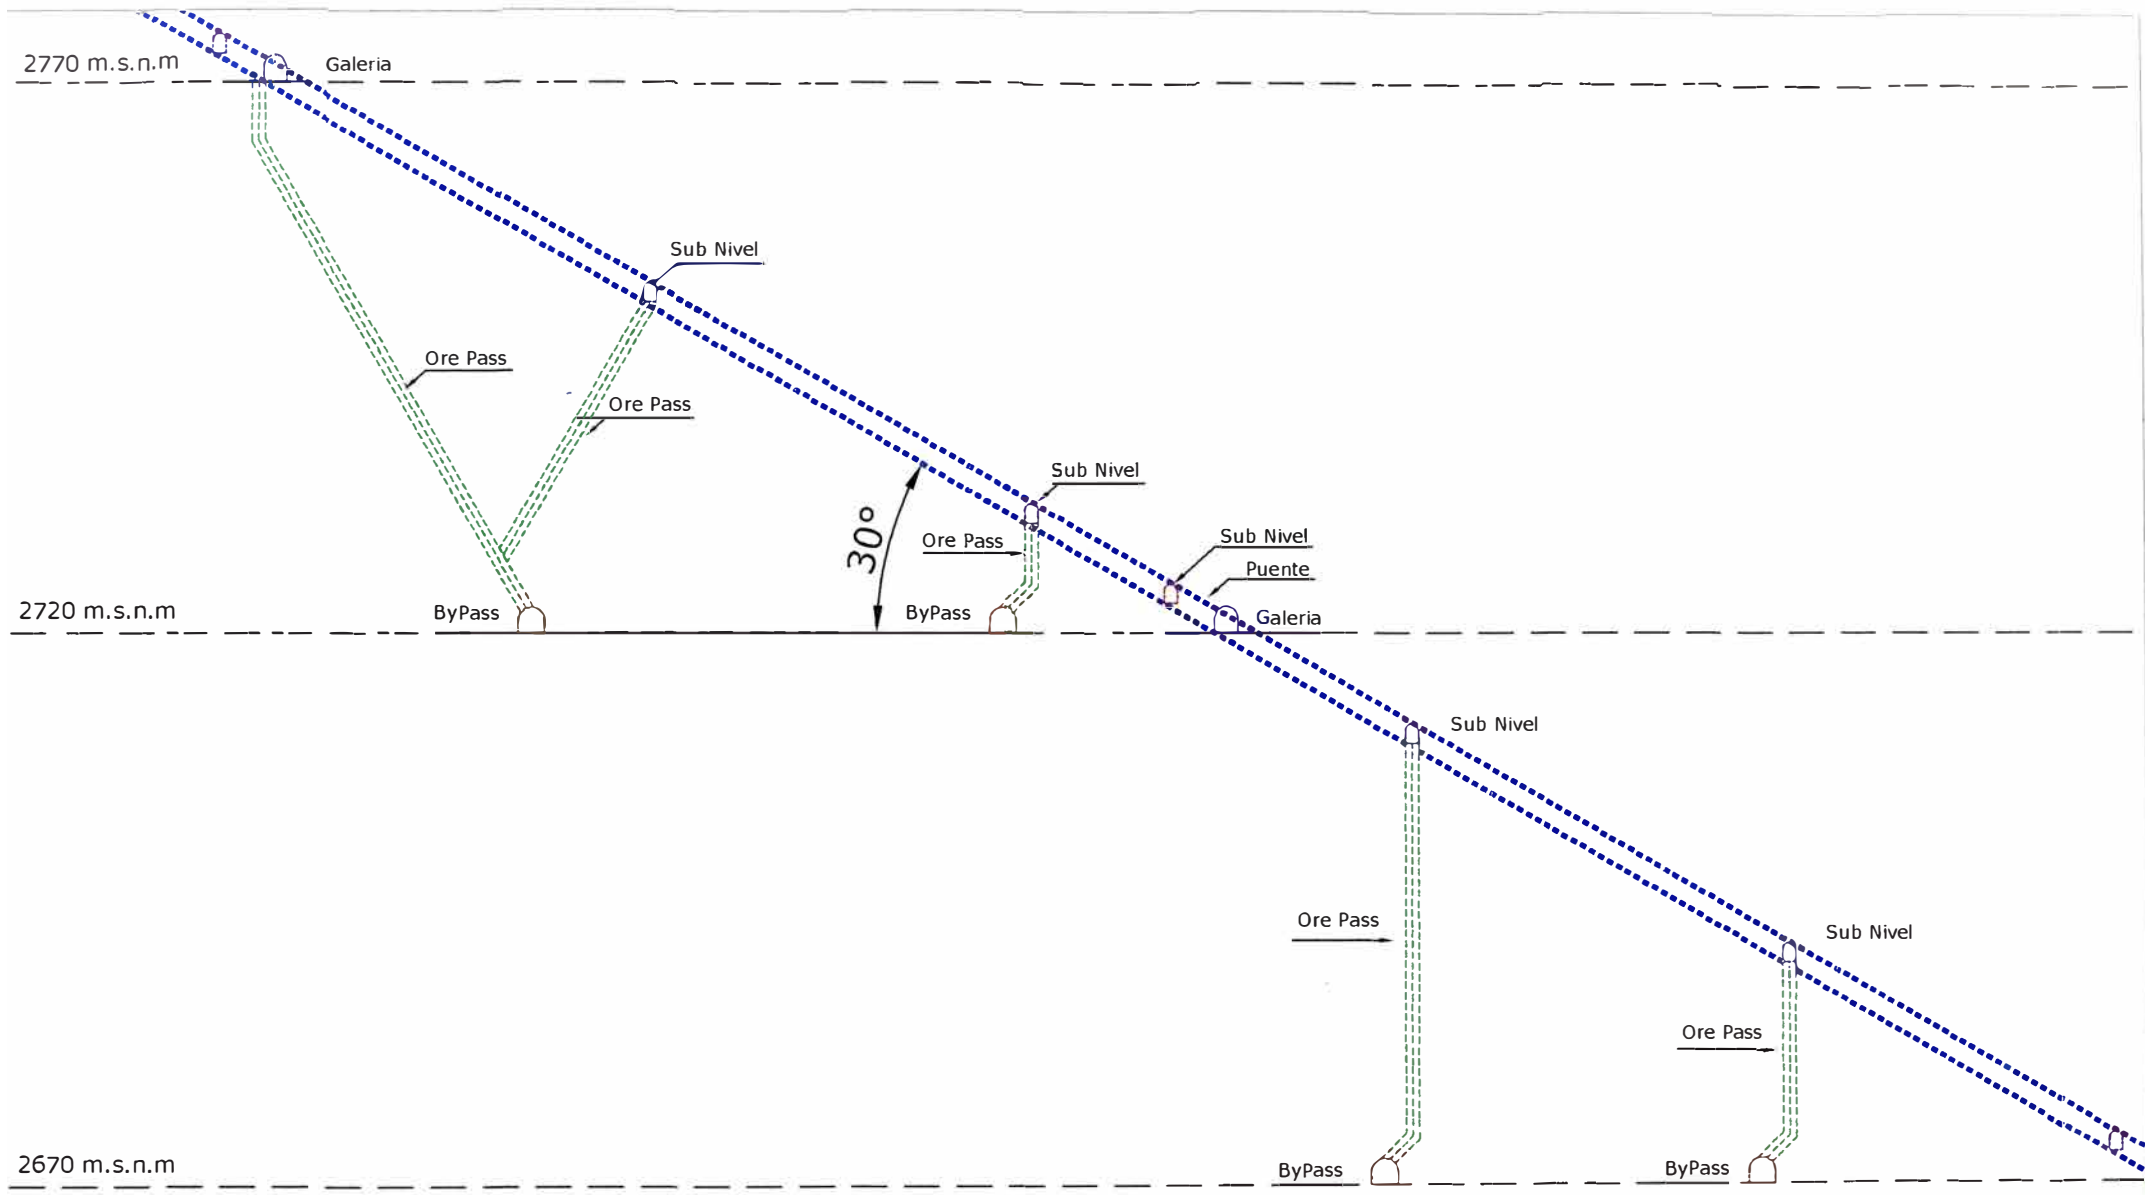 2770 m.s.n.m
Galeria
Sub Nivel
Ore Pass
Ore Pass
Sub Nivel
30°
Ore Pass
Sub Nivel
Puente
2720 m.s.n.m
ByPass
ByPass
Galeria
Sub Nivel
Ore Pass
Sub Nivel
Ore Pass
2670 m.s.n.m
ByPass
ByPass